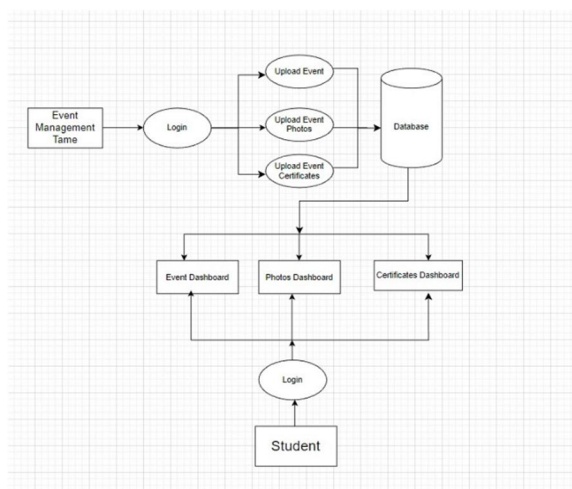 Upload Event
Event
Management
Tame
Login
Upload Event
Photos
Database
Upload Event
Certificates
Event Dashboard
Photos Dashboard
Certificates Dashboard
Login
Student